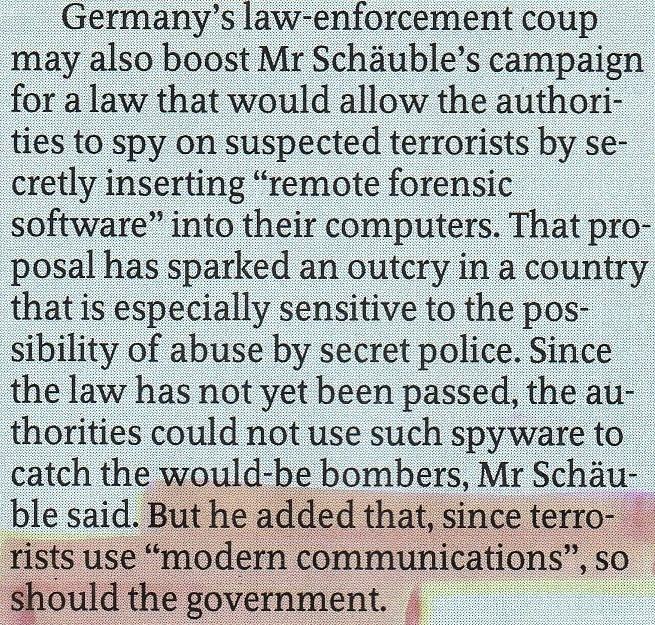 Germany’s law-enforcement coup
may also boost Mr Schäuble’s campaign
for a law that would allow the authori-
ties to spy on suspected terrorists by se-
cretly inserting “remote forensic
software” into their computers. That pro-
posal has sparked an outcry in a country
that is especially sensitive to the pos-
sibility of abuse by secret police. Since
the law has not yet been passed, the au-
thorities could not use such spyware to
catch the would-be bombers, Mr Schäu-
ble said. But he added that, since terro-
rists use “modern communications”, so
should the government.